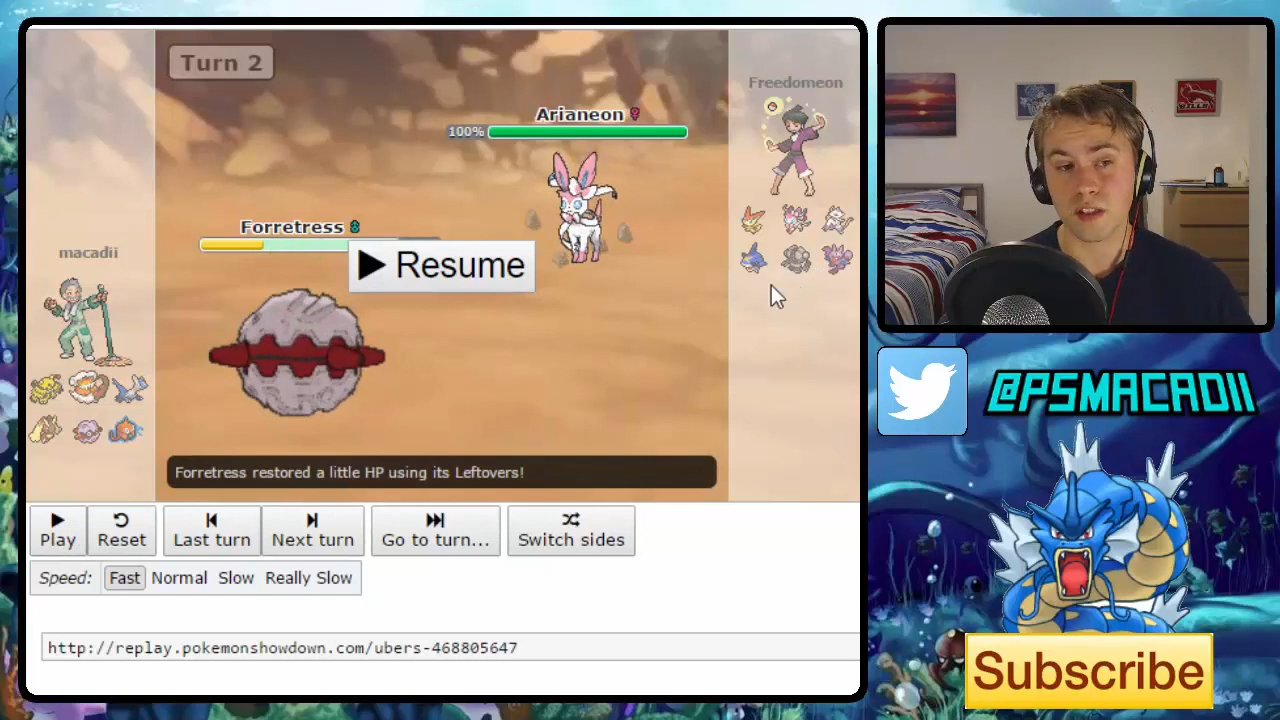 Turn 2
Freedomeon
Arianeon
100%
Forretress
macadii
Resume
Forretress restored a little HP using its Leftovers!
Play
Reset
Last turn
Next turn
Go to turn...
Switch sides
Speed: Fast Normal Slow Really Slow
http://replay.pokemonshowdown.com/ubers-468805647
@PSMACADII
Subscribe